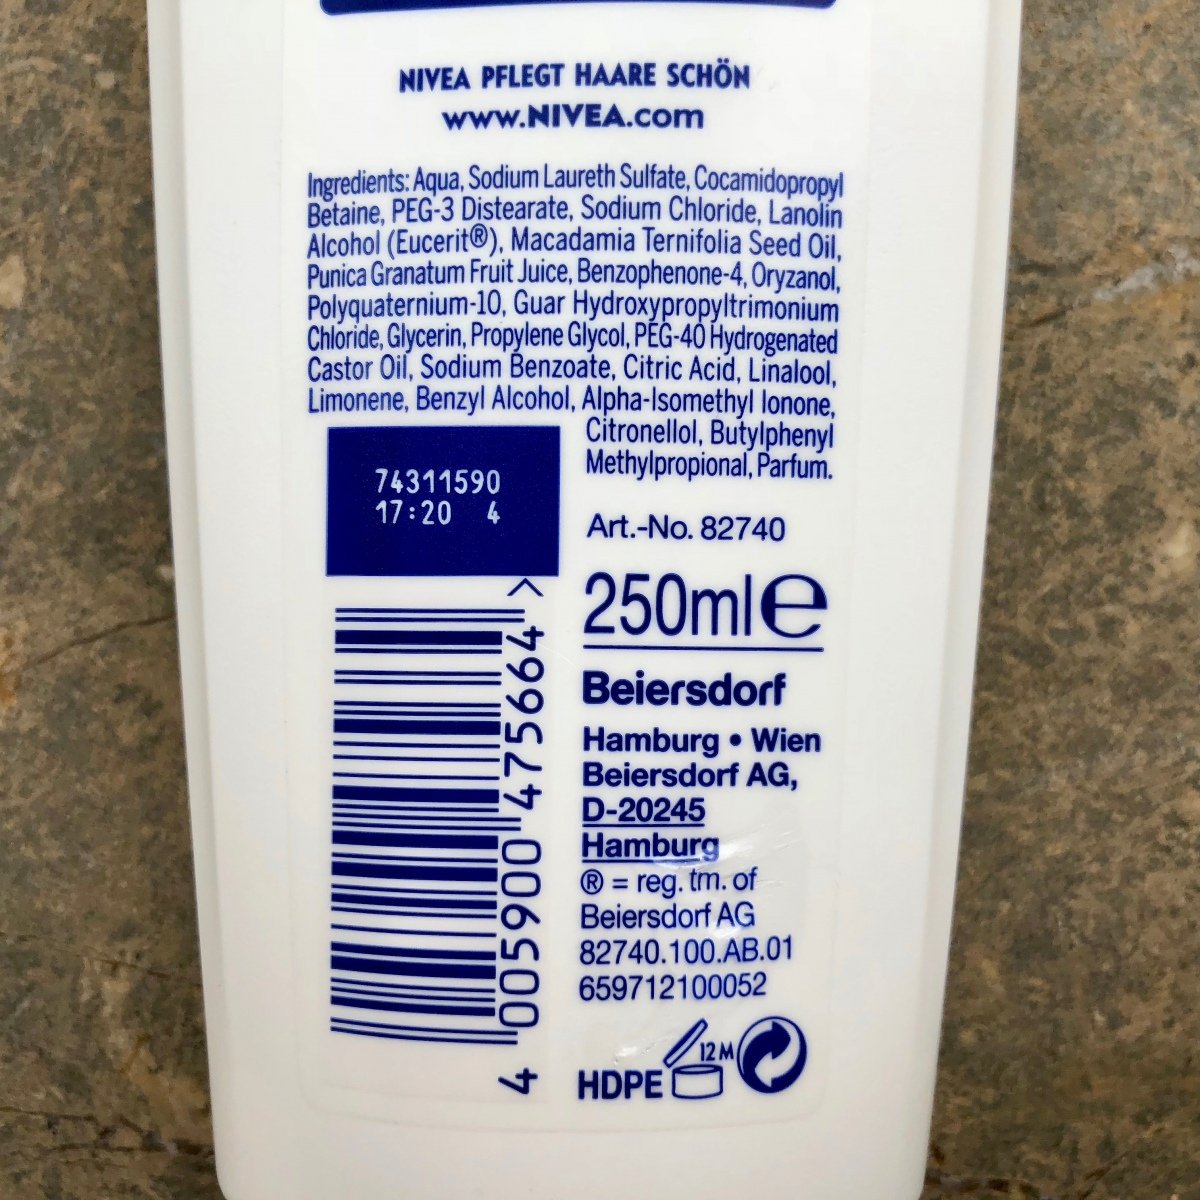 NIVEA PFLEGT HAARE SCHÖN
www.NIVEA.com
Ingredients: Aqua, Sodium Laureth Sulfate, Cocamidopropyl
Betaine, PEG-3 Distearate, Sodium Chloride, Lanolin
Alcohol (Eucerit®), Macadamia Ternifolia Seed Oil,
Punica Granatum Fruit Juice, Benzophenone-4, Oryzanol,
Polyquaternium-10, Guar Hydroxypropyltrimonium
Chloride, Glycerin, Propylene Glycol, PEG-40 Hydrogenated
Castor Oil, Sodium Benzoate, Citric Acid, Linalool,
Limonene, Benzyl Alcohol, Alpha-Isomethyl Ionone,
Citronellol, Butylphenyl
Methylpropional, Parfum.
74311590
17:20 4
Art.-No. 82740
250ml e
Beiersdorf
Hamburg • Wien
Beiersdorf AG,
D-20245
Hamburg
® = reg. tm. of
Beiersdorf AG
82740.100.AB.01
659712100052
12M
HDPE
4 005900 475664 >